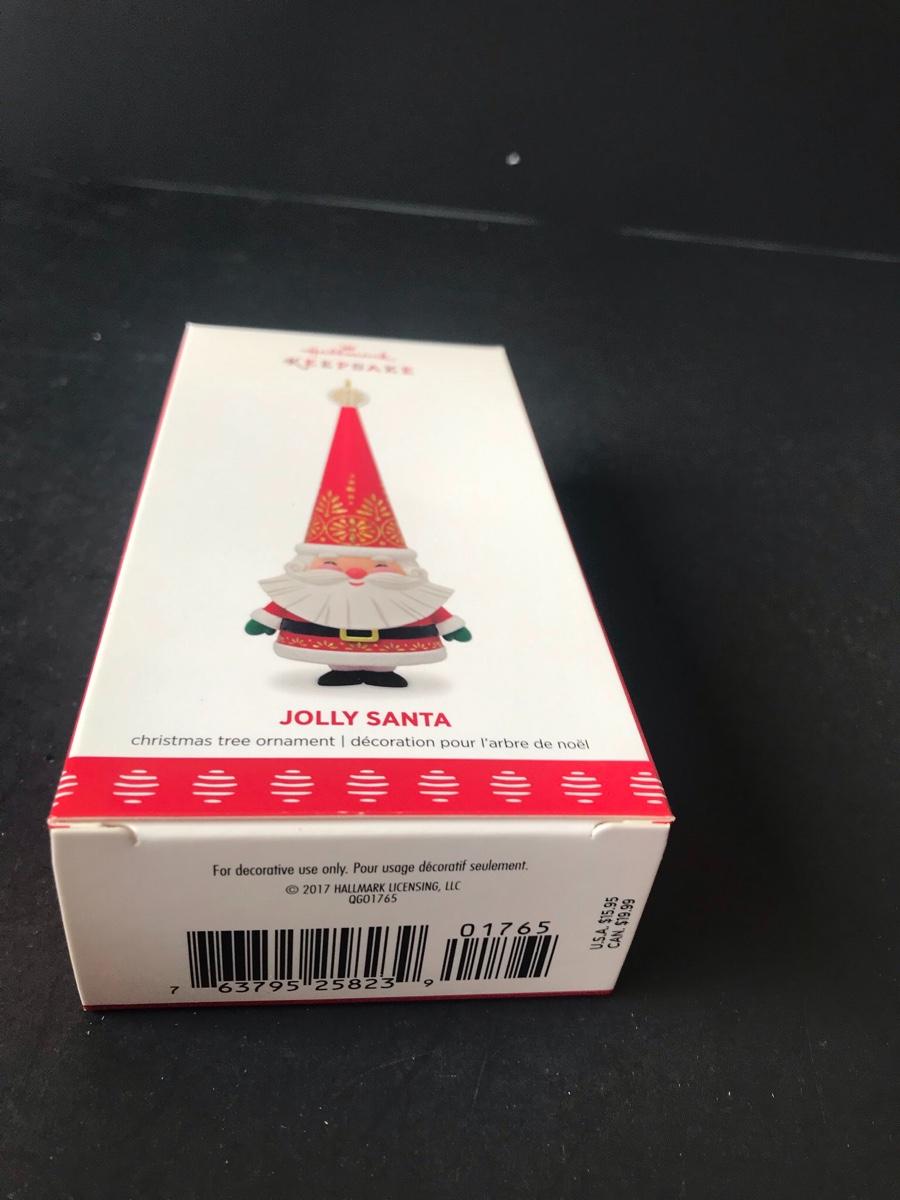 Hallmark
KEEPSAKE
JOLLY SANTA
christmas tree ornament | décoration pour l'arbre de noël
For decorative use only. Pour usage décoratif seulement.
© 2017 HALLMARK LICENSING, LLC
QGO1765
U.S.A. $15.95
CAN. $19.99
01765
7 63795 25823 9